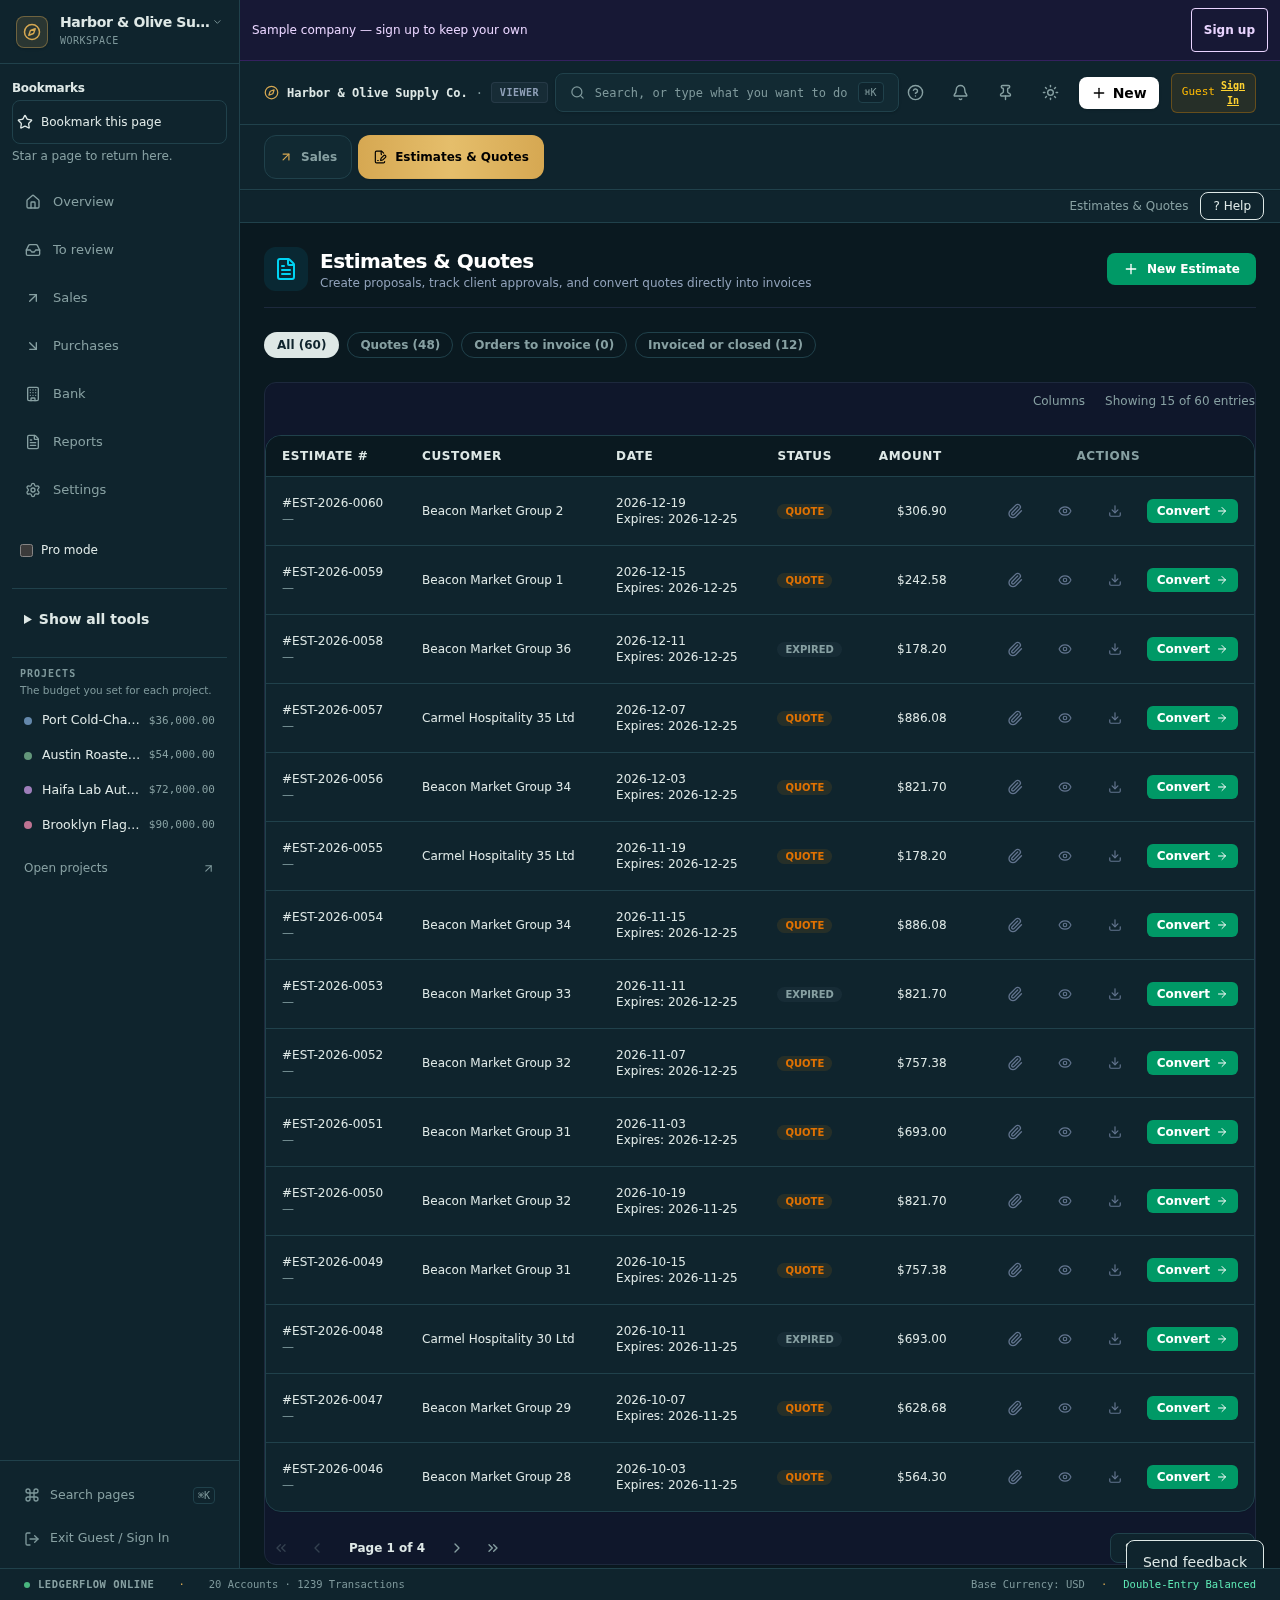 Harbor & Olive Su...
WORKSPACE
Bookmarks
Bookmark this page
Star a page to return here.
Overview
To review
Sales
Purchases
Bank
Reports
Settings
Pro mode
Show all tools
PROJECTS
The budget you set for each project.
Port Cold-Cha... $36,000.00
Austin Roaste... $54,000.00
Haifa Lab Aut... $72,000.00
Brooklyn Flag... $90,000.00
Open projects
Search pages ⌘K
Exit Guest / Sign In
Sample company — sign up to keep your own
Sign up
Harbor & Olive Supply Co. · VIEWER
Search, or type what you want to do ⌘K
New
Guest Sign In
Sales
Estimates & Quotes
Estimates & Quotes
? Help
Estimates & Quotes
Create proposals, track client approvals, and convert quotes directly into invoices
New Estimate
All (60) Quotes (48) Orders to invoice (0) Invoiced or closed (12)
Columns Showing 15 of 60 entries
ESTIMATE # CUSTOMER DATE STATUS AMOUNT ACTIONS
#EST-2026-0060 Beacon Market Group 2 2026-12-19 QUOTE $306.90 Convert
— Expires: 2026-12-25
#EST-2026-0059 Beacon Market Group 1 2026-12-15 QUOTE $242.58 Convert
— Expires: 2026-12-25
#EST-2026-0058 Beacon Market Group 36 2026-12-11 EXPIRED $178.20 Convert
— Expires: 2026-12-25
#EST-2026-0057 Carmel Hospitality 35 Ltd 2026-12-07 QUOTE $886.08 Convert
— Expires: 2026-12-25
#EST-2026-0056 Beacon Market Group 34 2026-12-03 QUOTE $821.70 Convert
— Expires: 2026-12-25
#EST-2026-0055 Carmel Hospitality 35 Ltd 2026-11-19 QUOTE $178.20 Convert
— Expires: 2026-12-25
#EST-2026-0054 Beacon Market Group 34 2026-11-15 QUOTE $886.08 Convert
— Expires: 2026-12-25
#EST-2026-0053 Beacon Market Group 33 2026-11-11 EXPIRED $821.70 Convert
— Expires: 2026-12-25
#EST-2026-0052 Beacon Market Group 32 2026-11-07 QUOTE $757.38 Convert
— Expires: 2026-12-25
#EST-2026-0051 Beacon Market Group 31 2026-11-03 QUOTE $693.00 Convert
— Expires: 2026-12-25
#EST-2026-0050 Beacon Market Group 32 2026-10-19 QUOTE $821.70 Convert
— Expires: 2026-11-25
#EST-2026-0049 Beacon Market Group 31 2026-10-15 QUOTE $757.38 Convert
— Expires: 2026-11-25
#EST-2026-0048 Carmel Hospitality 30 Ltd 2026-10-11 EXPIRED $693.00 Convert
— Expires: 2026-11-25
#EST-2026-0047 Beacon Market Group 29 2026-10-07 QUOTE $628.68 Convert
— Expires: 2026-11-25
#EST-2026-0046 Beacon Market Group 28 2026-10-03 QUOTE $564.30 Convert
— Expires: 2026-11-25
Page 1 of 4
Send feedback
LEDGERFLOW ONLINE · 20 Accounts · 1239 Transactions
Base Currency: USD · Double-Entry Balanced